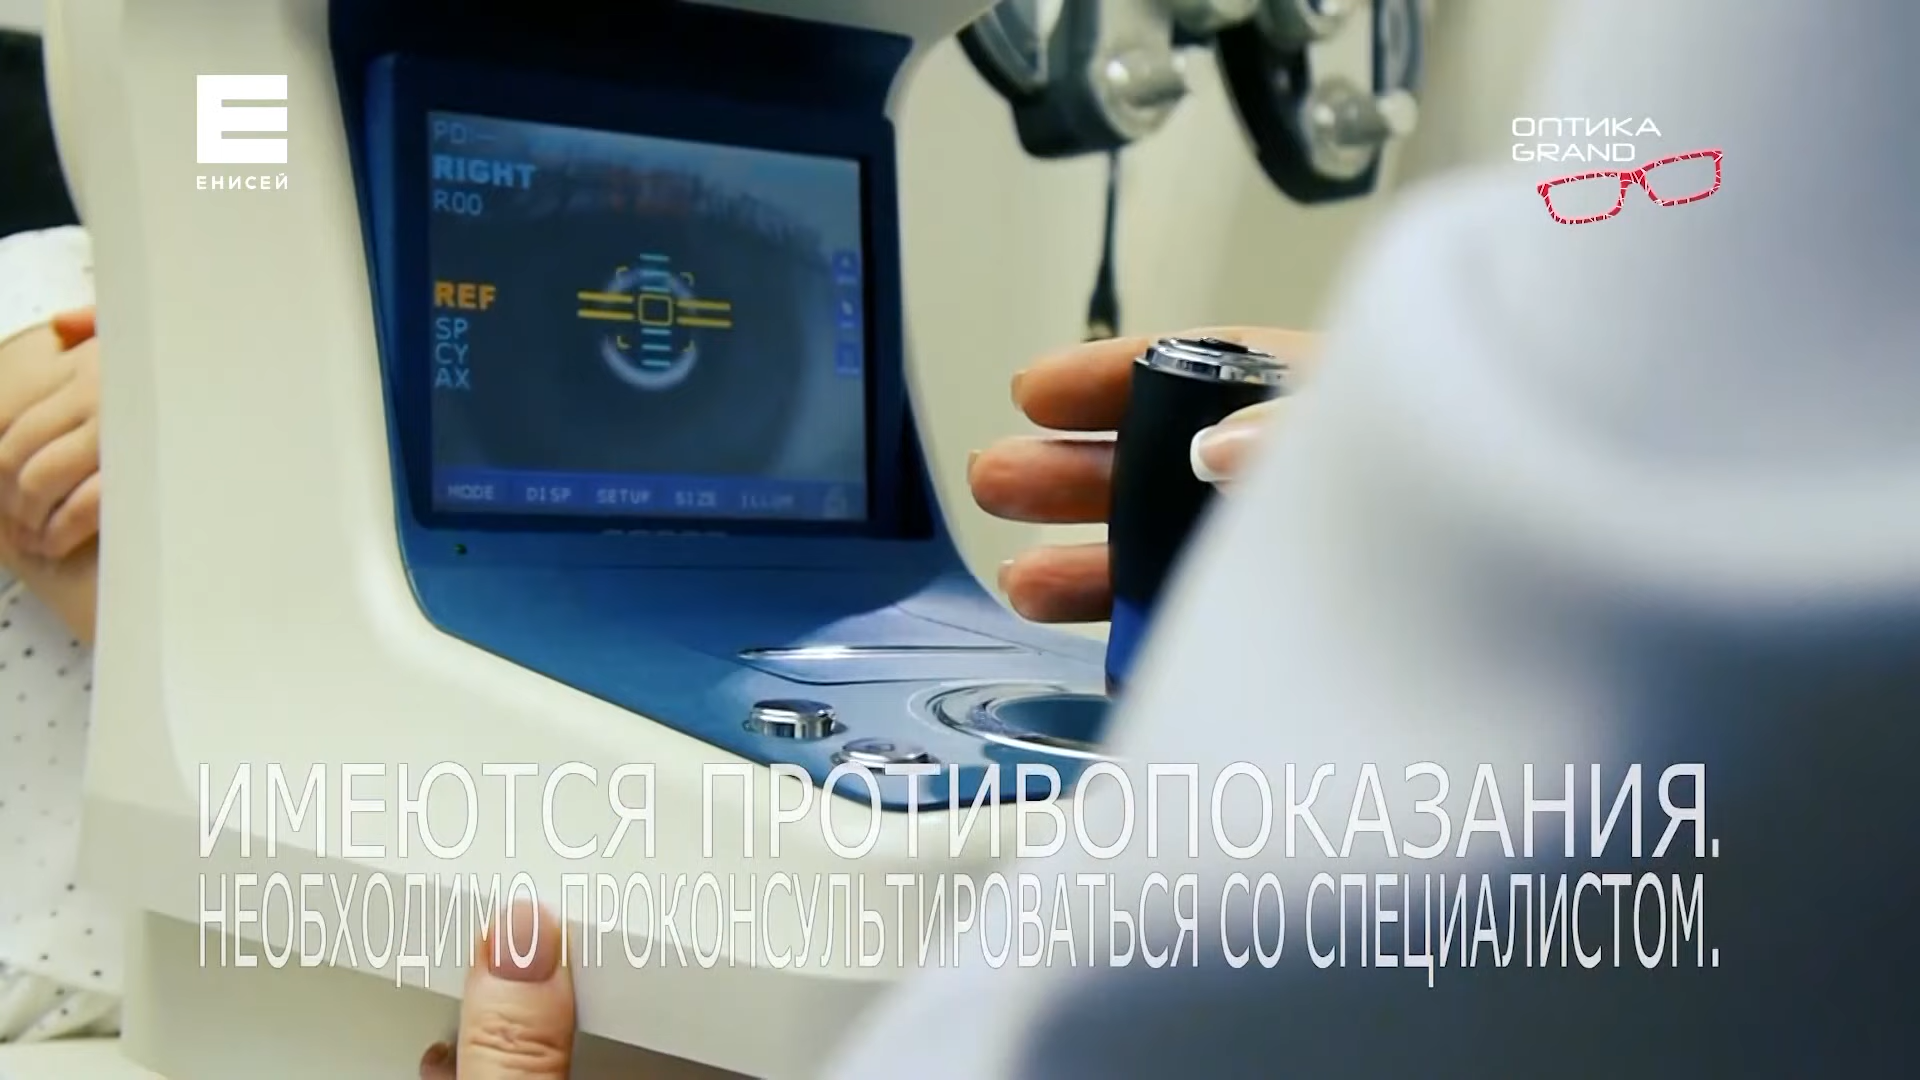 ЕНИСЕЙ
ОПТИКА
GRAND
PD:--
RIGHT
R00
REF
SP
CY
AX
MODE DISP SETUP SIZE ILLUM
ИМЕЮТСЯ ПРОТИВОПОКАЗАНИЯ.
НЕОБХОДИМО ПРОКОНСУЛЬТИРОВАТЬСЯ СО СПЕЦИАЛИСТОМ.